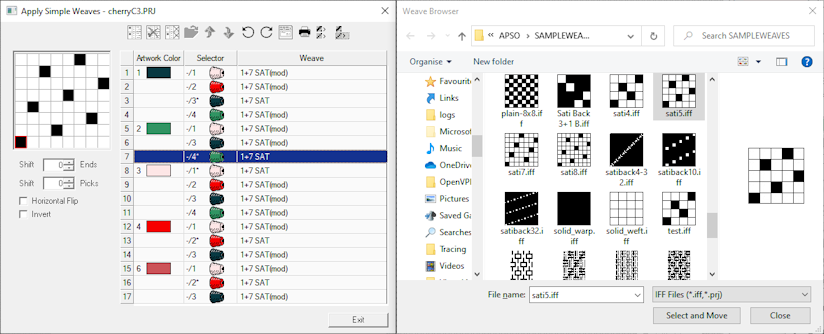 Apply Simple Weaves - cherryC3.PRJ
Artwork Color Selector Weave
1 1 -/1 1+7 SAT(mod)
2 -/2 1+7 SAT(mod)
3 -/3* 1+7 SAT
4 -/4 1+7 SAT(mod)
5 2 -/1 1+7 SAT(mod)
6 -/2 1+7 SAT(mod)
7 -/4* 1+7 SAT
8 3 -/1* 1+7 SAT
9 -/2 1+7 SAT(mod)
10 -/3 1+7 SAT(mod)
11 -/4 1+7 SAT(mod)
12 4 -/1 1+7 SAT(mod)
13 -/2* 1+7 SAT
14 -/3 1+7 SAT(mod)
15 6 -/1 1+7 SAT(mod)
16 -/2* 1+7 SAT
17 -/3 1+7 SAT(mod)
Shift 0 Ends
Shift 0 Picks
Horizontal Flip
Invert
Exit
Weave Browser
« APSO › SAMPLEWEA...
Search SAMPLEWEAVES
Organise New folder
Favourite
Links
logs
Microsoft
Music
OneDrive
OpenVPN
Pictures
Saved Ga
Searches
Tracing
Videos
plain-8x8.iff
Sati Back 3+1 B.iff
sati4.iff
sati5.iff
sati7.iff
sati8.iff
satiback4-32.iff
satiback10.iff
satiback32.iff
solid_warp.iff
solid_weft.iff
test.iff
File name: sati5.iff
IFF Files (*.iff,*.prj)
Select and Move
Close